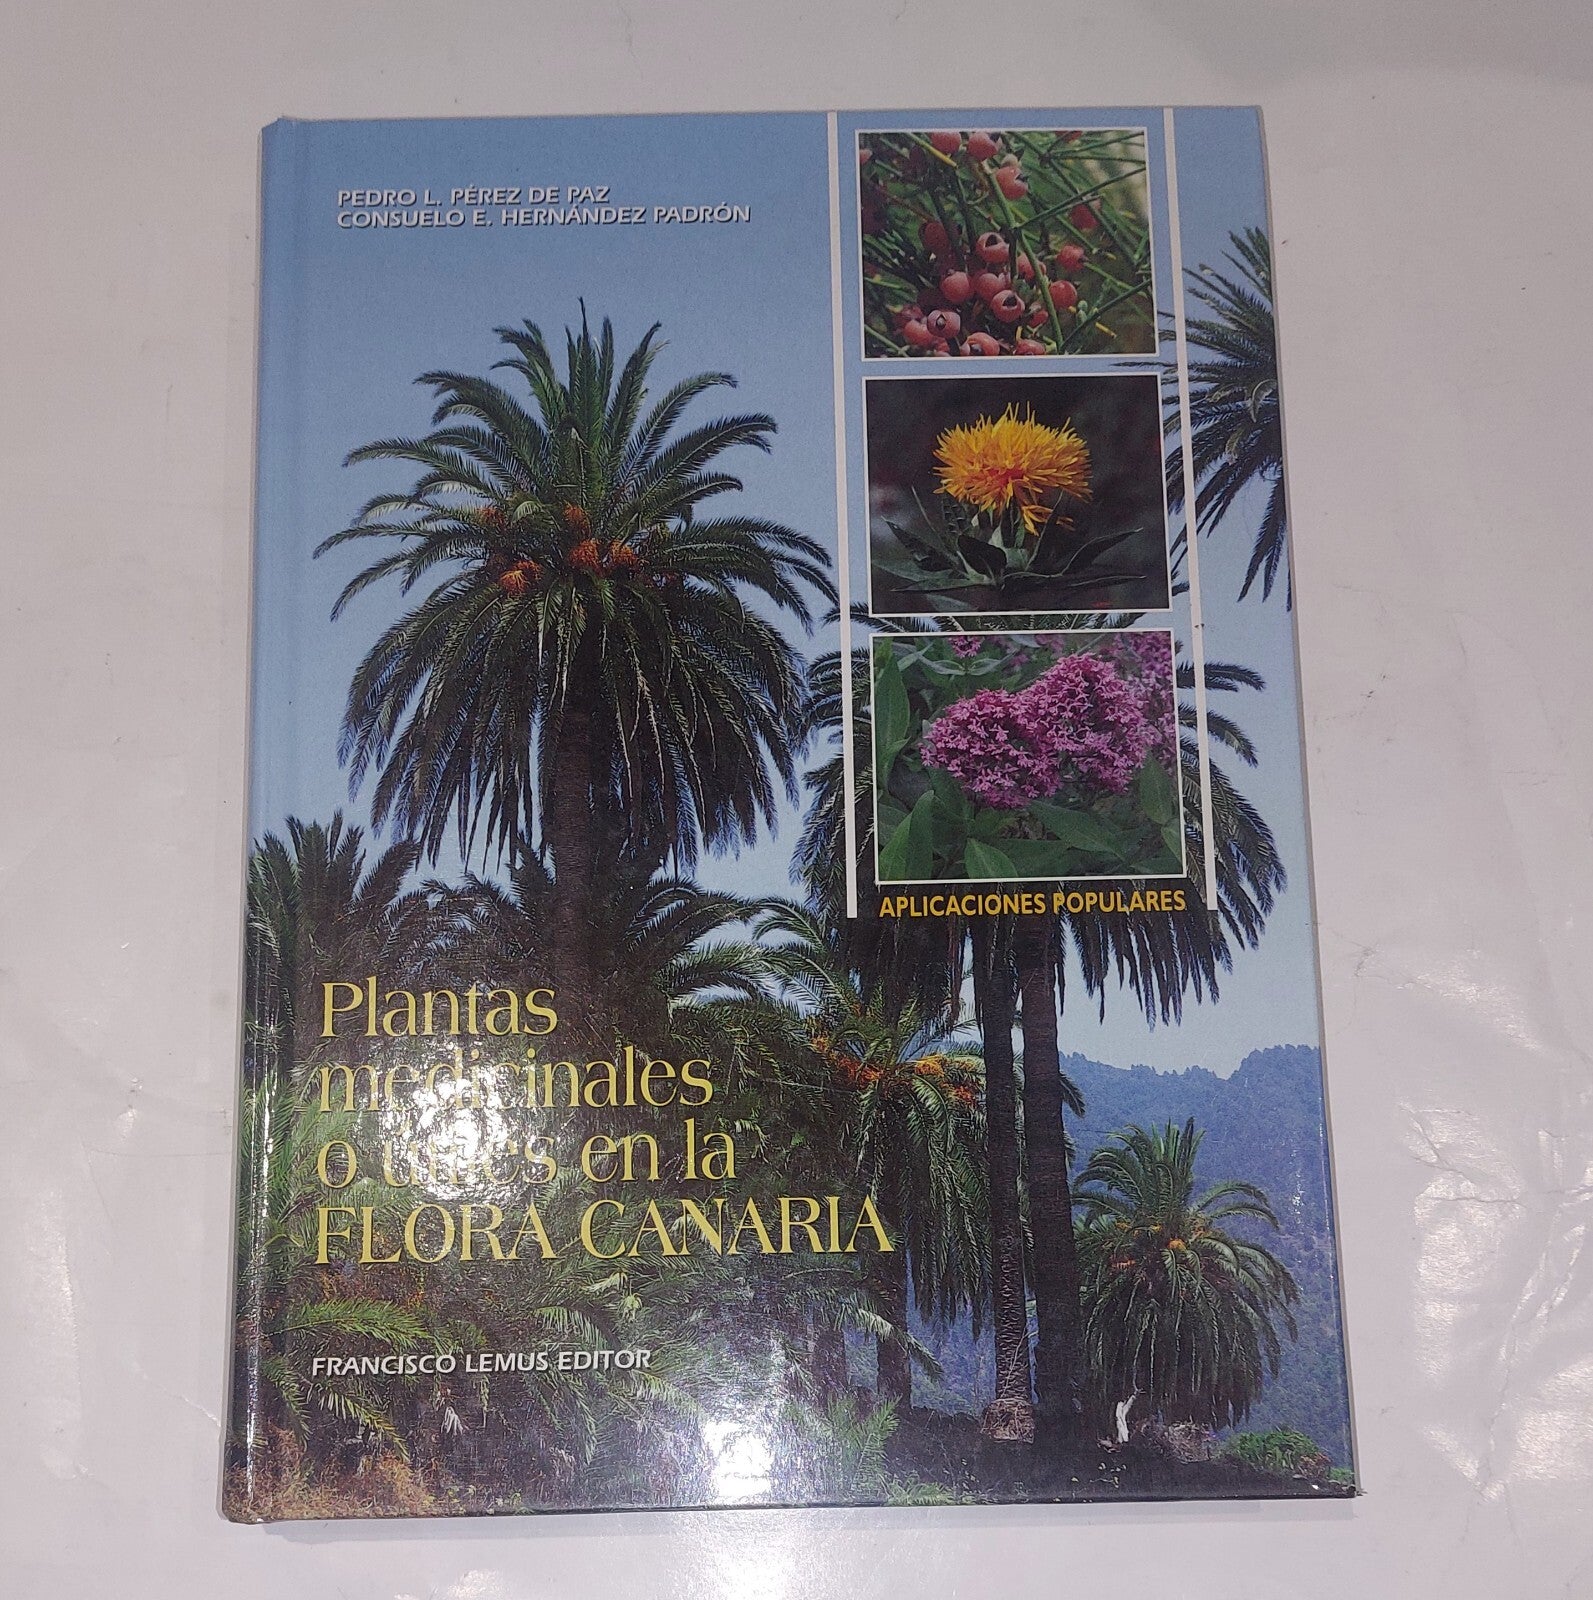 PEDRO L. PÉREZ DE PAZ
CONSUELO E. HERNÁNDEZ PADRÓN
APLICACIONES POPULARES
Plantas
medicinales
o útiles en la
FLORA CANARIA
FRANCISCO LEMUS EDITOR